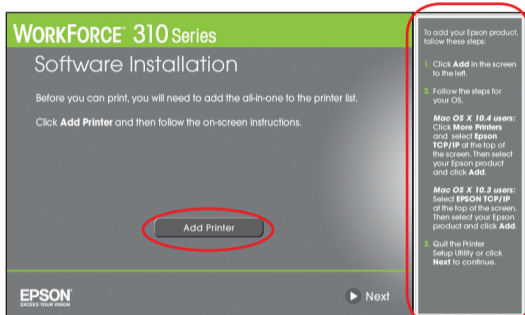 WORKFORCE™ 310 Series
Software Installation
Before you can print, you will need to add the all-in-one to the printer list.
Click Add Printer and then follow the on-screen instructions.
Add Printer
EPSON®
EXCEED YOUR VISION
Next
To add your Epson product,
follow these steps:
1. Click Add in the screen
to the left.
2. Follow the steps for
your OS.
Mac OS X 10.4 users:
Click More Printers
and select Epson
TCP/IP at the top of
the screen. Then select
your Epson product
and click Add.
Mac OS X 10.3 users:
Select EPSON TCP/IP
at the top of the screen.
Then select your Epson
product and click Add.
3. Quit the Printer
Setup Utility or click
Next to continue.